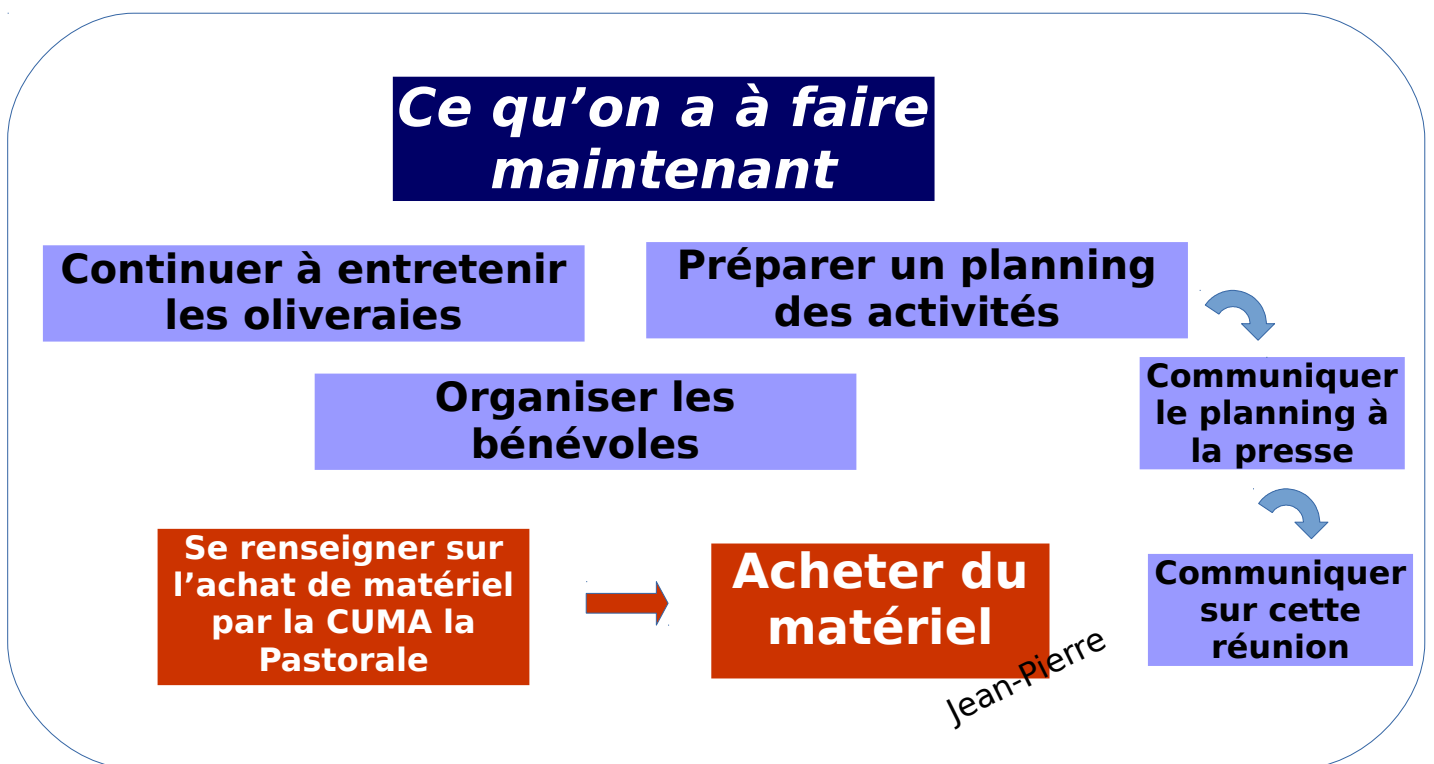 Ce qu’on a à faire
maintenant
Continuer à entretenir
les oliveraies
Préparer un planning
des activités
Organiser les
bénévoles
Communiquer
le planning à
la presse
Se renseigner sur
l’achat de matériel
par la CUMA la
Pastorale
Acheter du
matériel
Jean-Pierre
Communiquer
sur cette
réunion